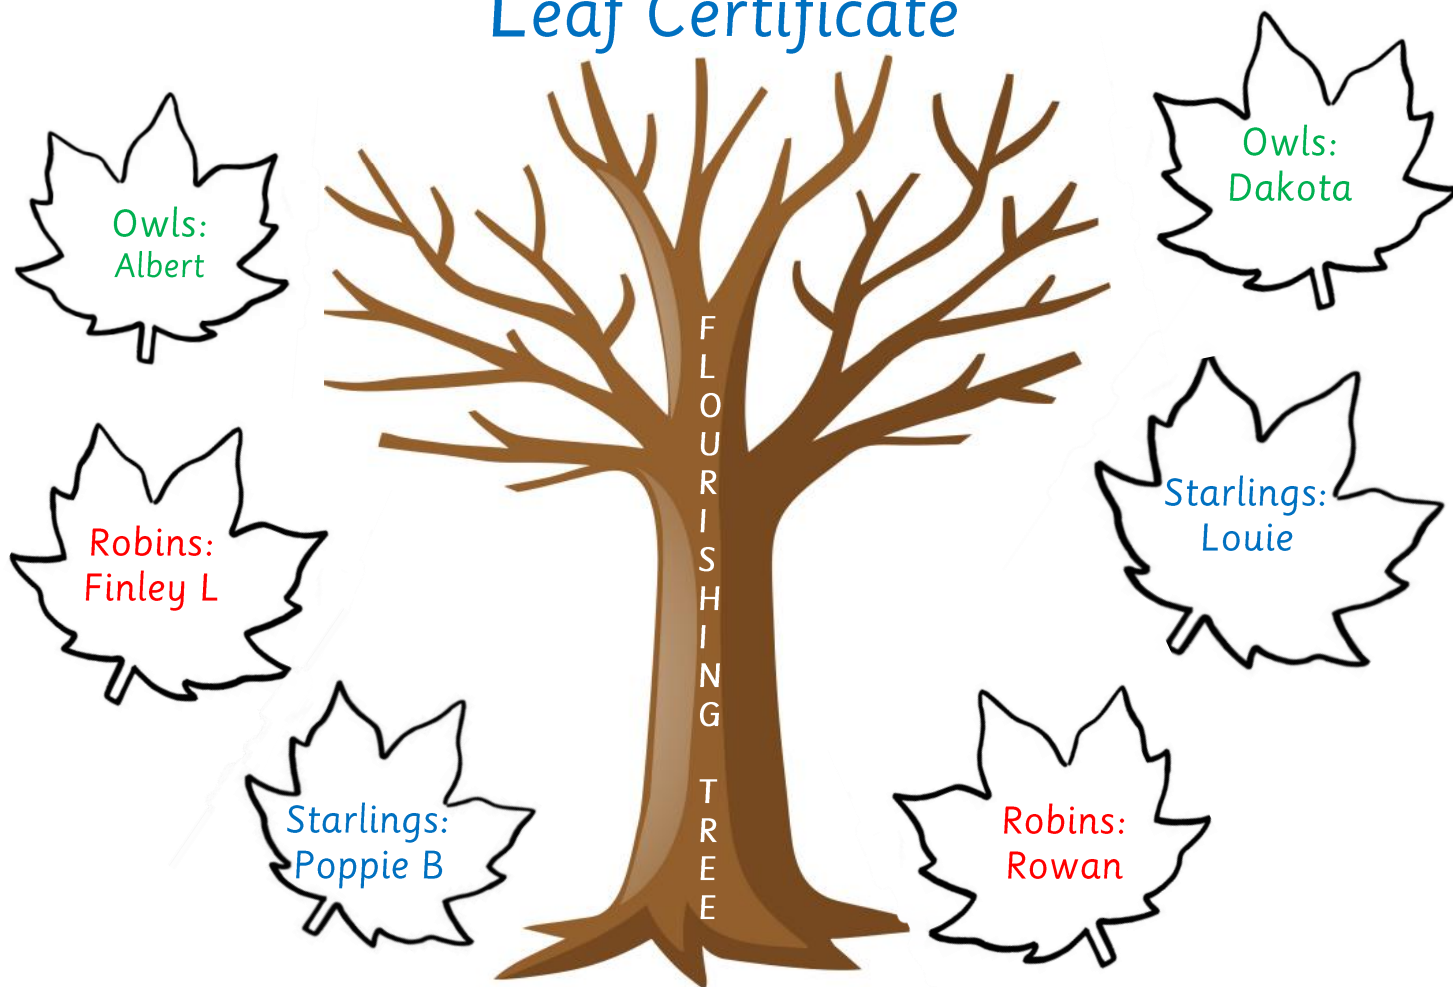 Leaf Certificate
Owls:
Albert
Owls:
Dakota
Robins:
Finley L
Starlings:
Louie
Starlings:
Poppie B
Robins:
Rowan
FLOURISHING TREE